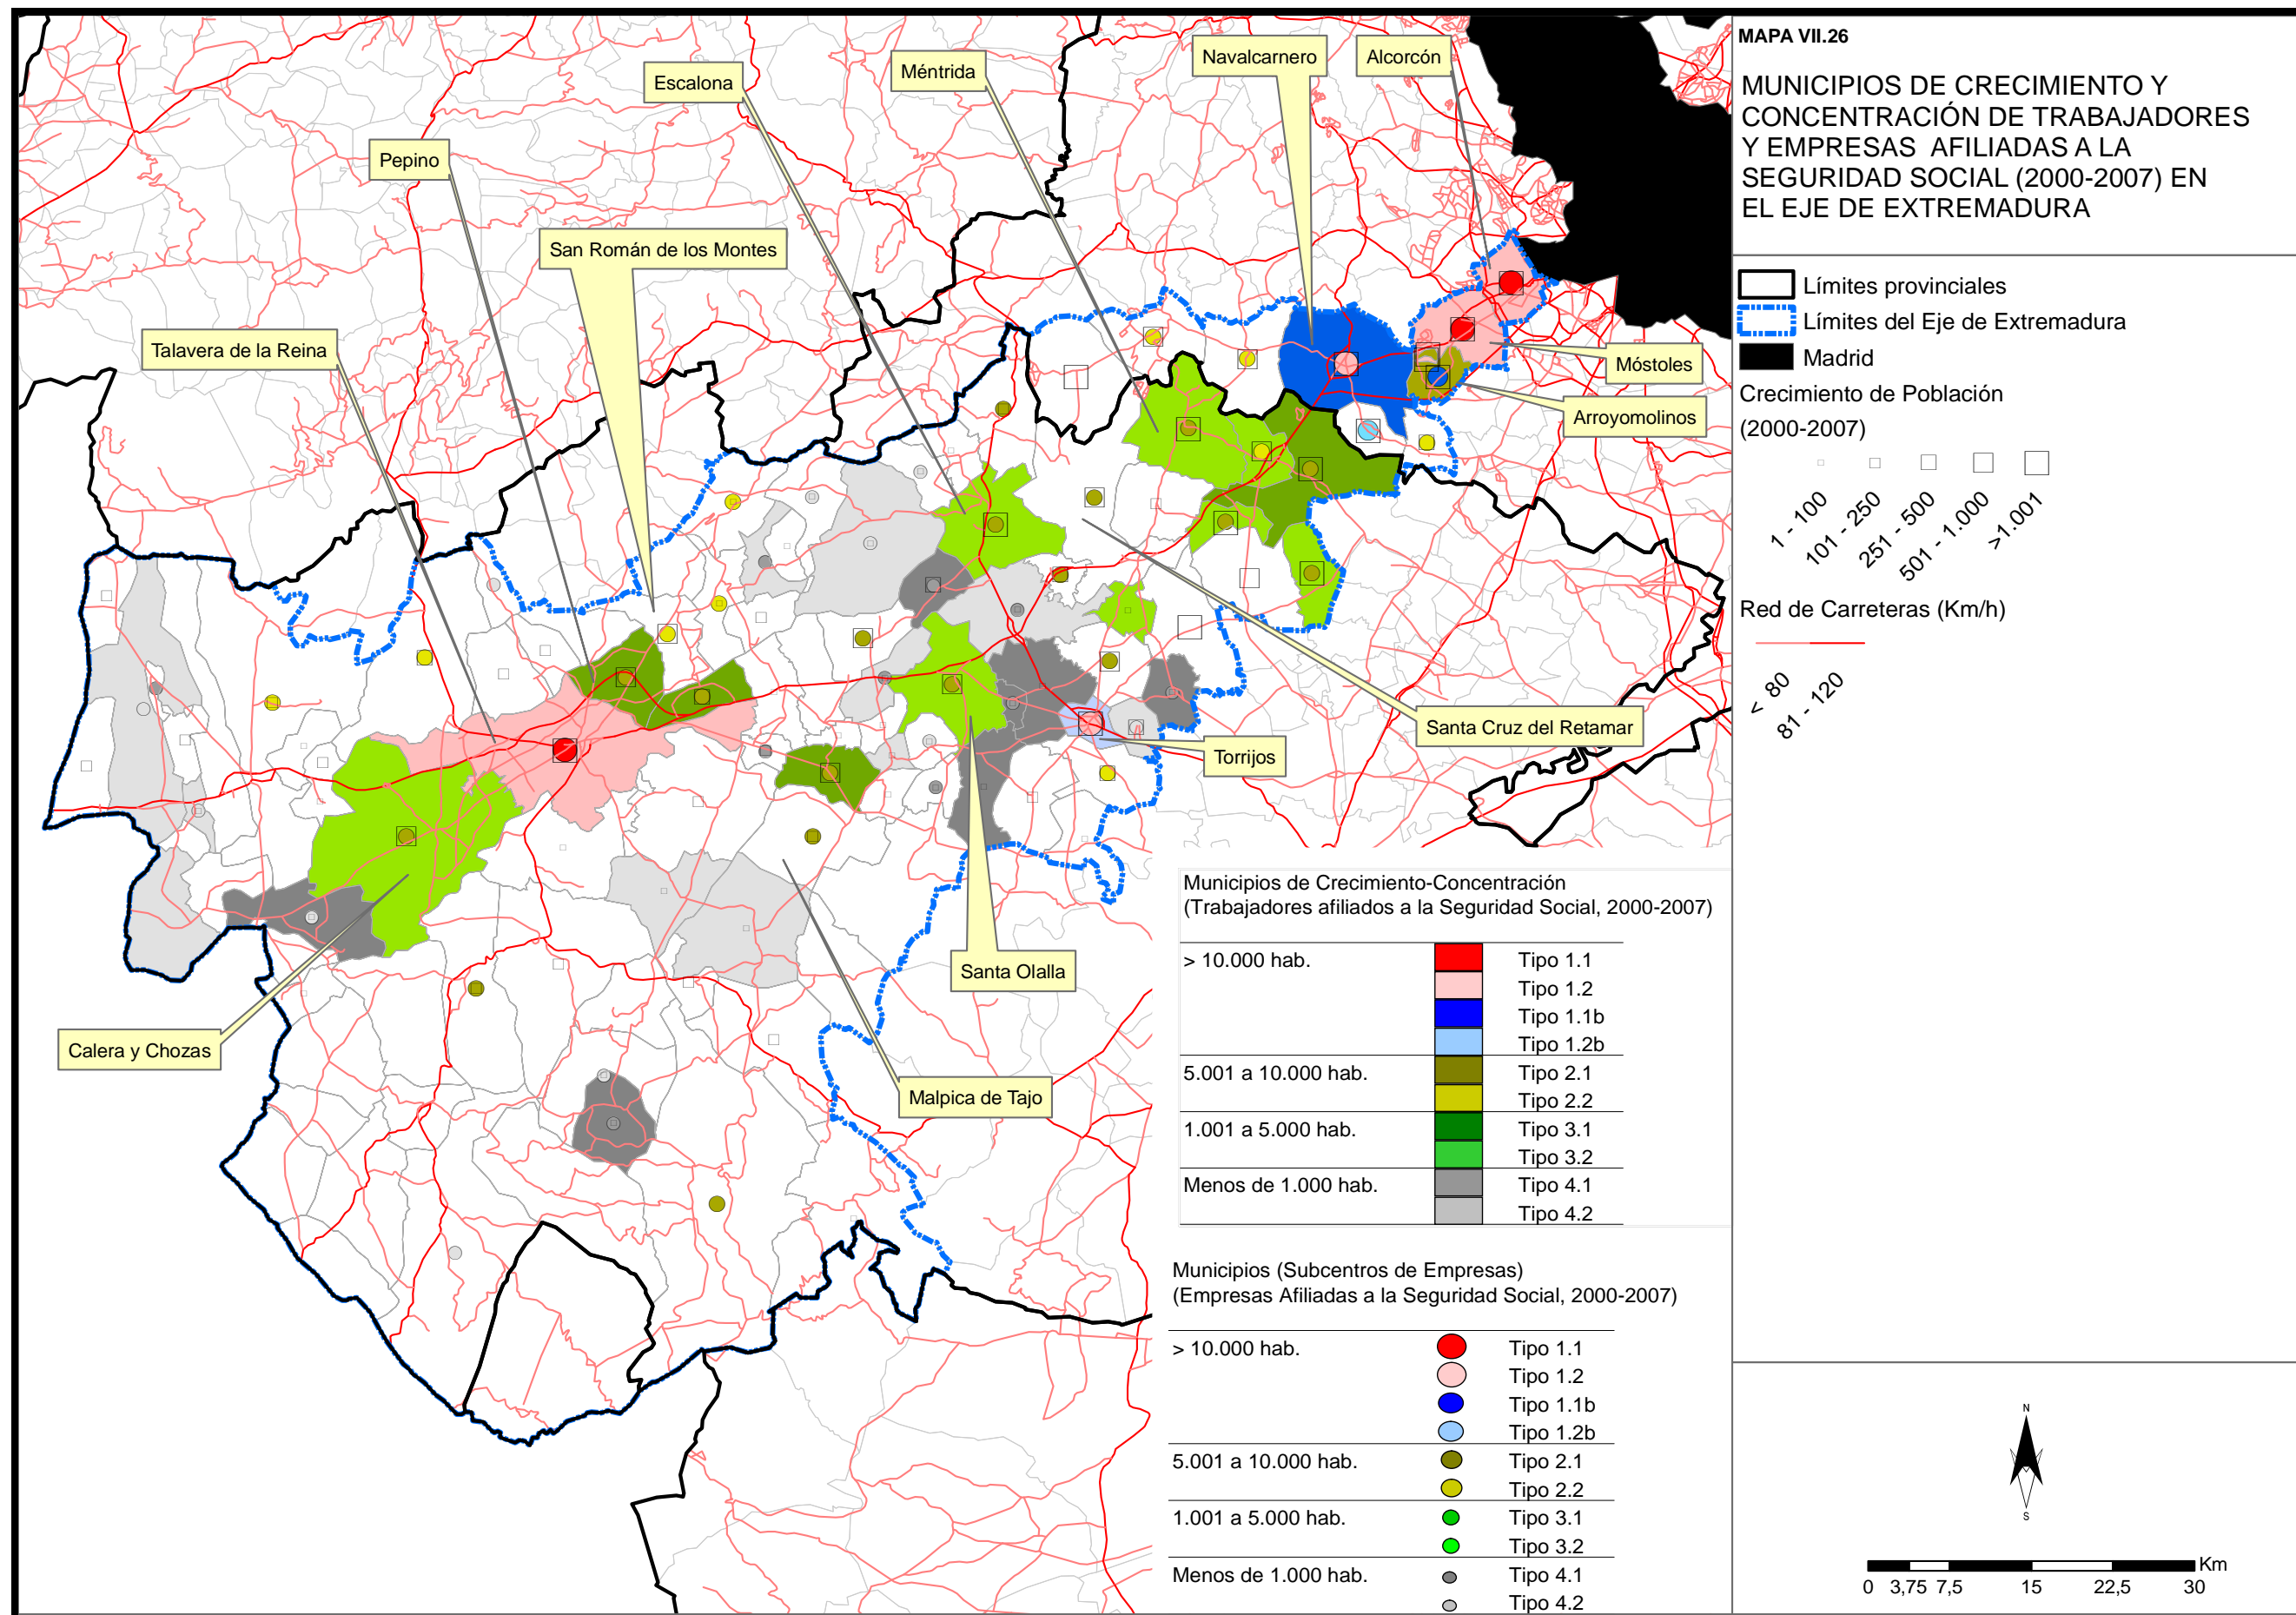 MAPA VII.26
MUNICIPIOS DE CRECIMIENTO Y
CONCENTRACIÓN DE TRABAJADORES
Y EMPRESAS AFILIADAS A LA
SEGURIDAD SOCIAL (2000-2007) EN
EL EJE DE EXTREMADURA
Límites provinciales
Límites del Eje de Extremadura
Madrid
Crecimiento de Población
(2000-2007)
1 - 100
101 - 250
251 - 500
501 - 1.000
>1.001
Red de Carreteras (Km/h)
< 80
81 - 120
Navalcarnero
Alcorcón
Méntrida
Escalona
Pepino
San Román de los Montes
Talavera de la Reina
Móstoles
Arroyomolinos
Santa Cruz del Retamar
Torrijos
Santa Olalla
Calera y Chozas
Malpica de Tajo
Municipios de Crecimiento-Concentración
(Trabajadores afiliados a la Seguridad Social, 2000-2007)
> 10.000 hab. Tipo 1.1
Tipo 1.2
Tipo 1.1b
Tipo 1.2b
5.001 a 10.000 hab. Tipo 2.1
Tipo 2.2
1.001 a 5.000 hab. Tipo 3.1
Tipo 3.2
Menos de 1.000 hab. Tipo 4.1
Tipo 4.2
Municipios (Subcentros de Empresas)
(Empresas Afiliadas a la Seguridad Social, 2000-2007)
> 10.000 hab. Tipo 1.1
Tipo 1.2
Tipo 1.1b
Tipo 1.2b
5.001 a 10.000 hab. Tipo 2.1
Tipo 2.2
1.001 a 5.000 hab. Tipo 3.1
Tipo 3.2
Menos de 1.000 hab. Tipo 4.1
Tipo 4.2
N
S
Km
0 3,75 7,5 15 22,5 30